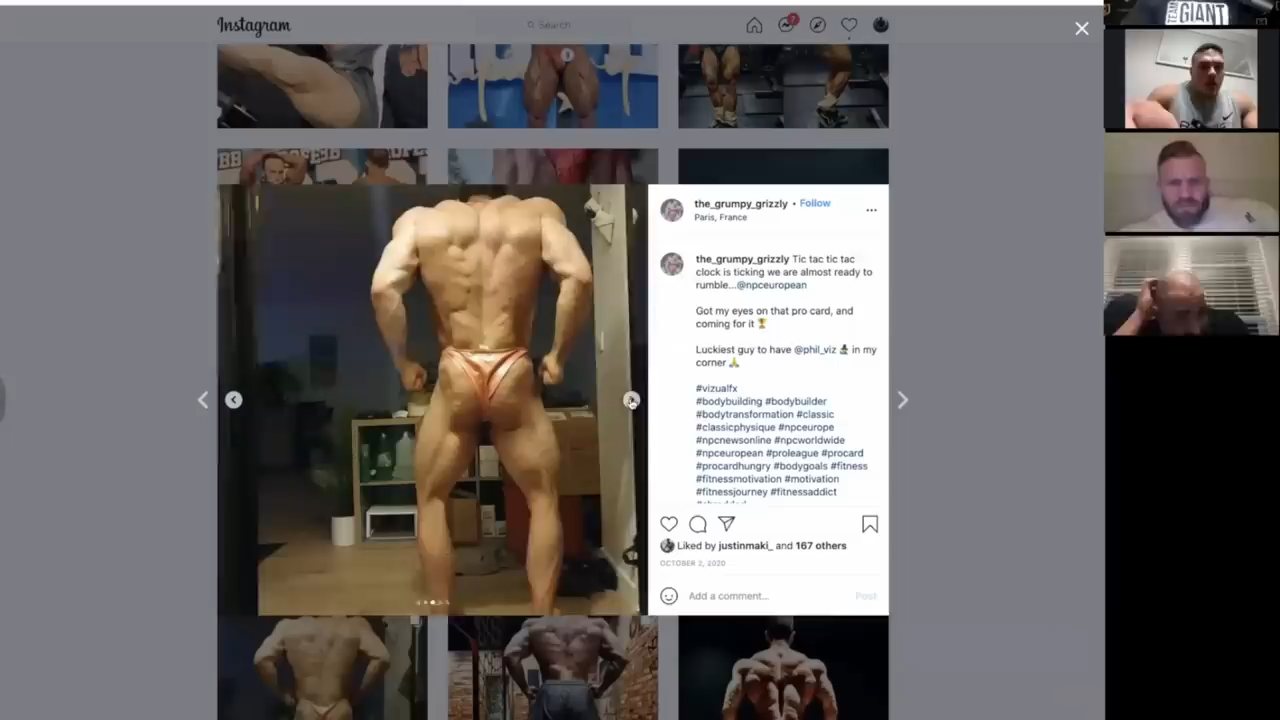 Instagram
Search
7
TEAM
GIANT
the_grumpy_grizzly • Follow
Paris, France
the_grumpy_grizzly Tic tac tic tac
clock is ticking we are almost ready to
rumble...@npceuropean
Got my eyes on that pro card, and
coming for it 🏆
Luckiest guy to have @phil_viz in my
corner 🙏
#vizualfx
#bodybuilding #bodybuilder
#bodytransformation #classic
#classicphysique #npceurope
#npcnewsonline #npcworldwide
#npceuropean #proleague #procard
#procardhungry #bodygoals #fitness
#fitnessmotivation #motivation
#fitnessjourney #fitnessaddict
Liked by justinmaki_ and 167 others
OCTOBER 2, 2020
Add a comment...
Post